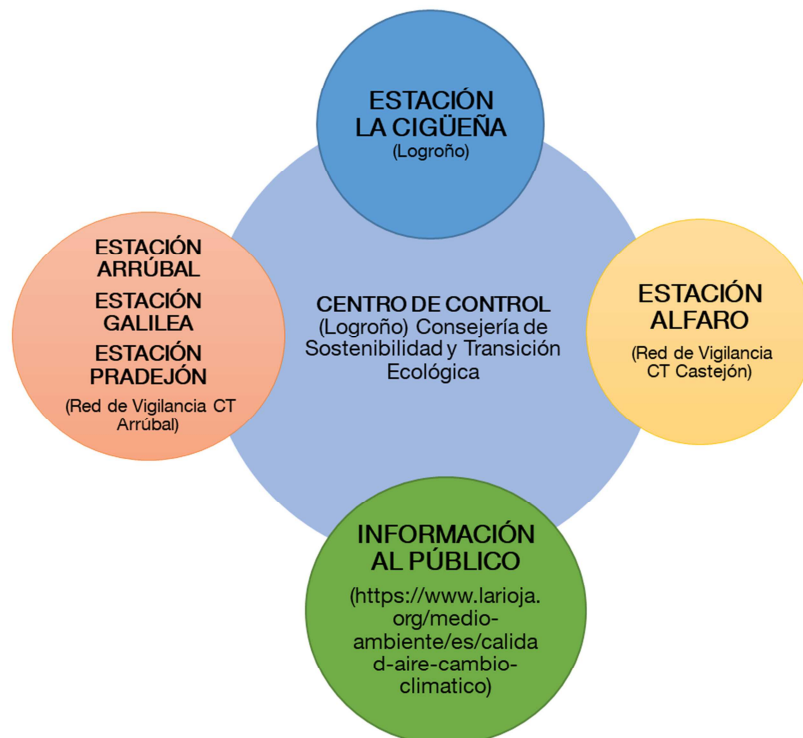 ESTACIÓN
LA CIGÜEÑA
(Logroño)
ESTACIÓN
ARRÚBAL
ESTACIÓN
GALILEA
ESTACIÓN
PRADEJÓN
(Red de Vigilancia CT
Arrúbal)
CENTRO DE CONTROL
(Logroño) Consejería de
Sostenibilidad y Transición
Ecológica
ESTACIÓN
ALFARO
(Red de Vigilancia
CT Castejón)
INFORMACIÓN
AL PÚBLICO
(https://www.larioja.
org/medio-
ambiente/es/calida
d-aire-cambio-
climatico)